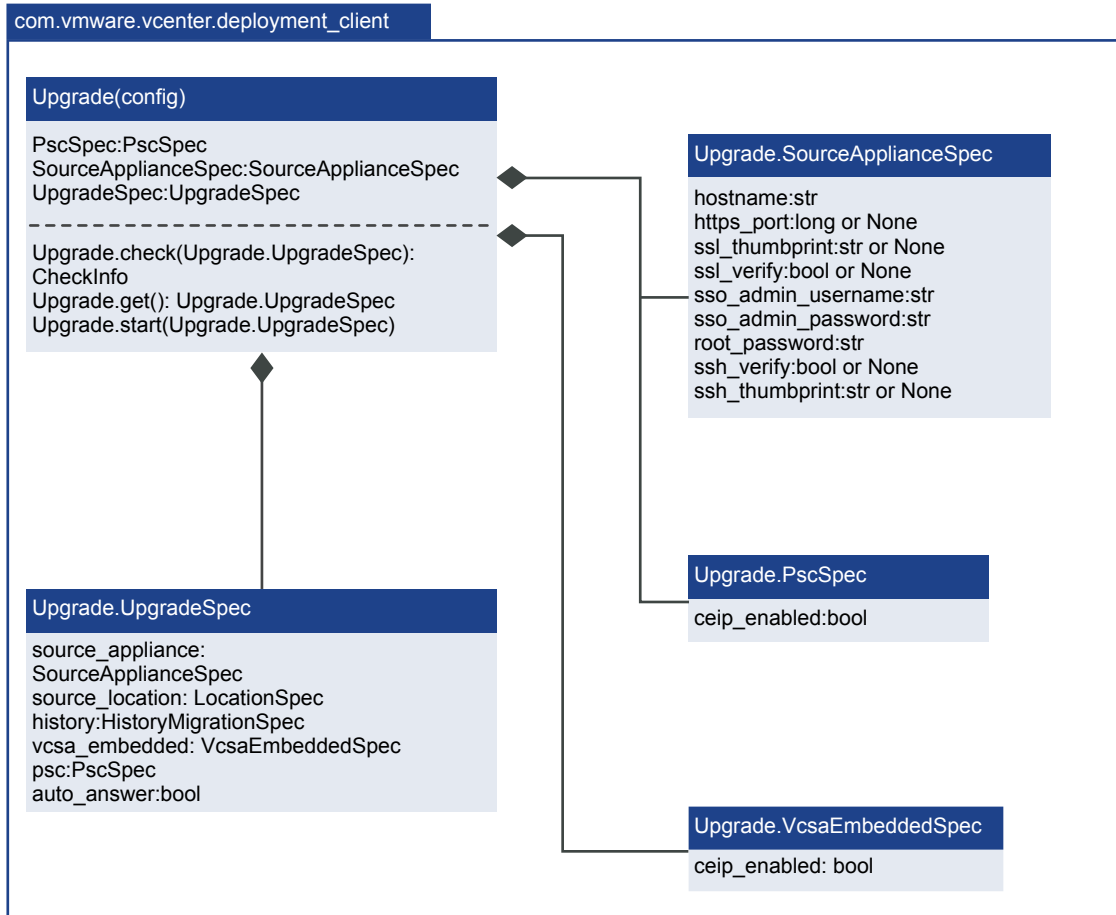 com.vmware.vcenter.deployment_client
Upgrade(config)
PscSpec:PscSpec
SourceApplianceSpec:SourceApplianceSpec
UpgradeSpec:UpgradeSpec
Upgrade.check(Upgrade.UpgradeSpec):
CheckInfo
Upgrade.get(): Upgrade.UpgradeSpec
Upgrade.start(Upgrade.UpgradeSpec)
Upgrade.SourceApplianceSpec
hostname:str
https_port:long or None
ssl_thumbprint:str or None
ssl_verify:bool or None
sso_admin_username:str
sso_admin_password:str
root_password:str
ssh_verify:bool or None
ssh_thumbprint:str or None
Upgrade.PscSpec
ceip_enabled:bool
Upgrade.UpgradeSpec
source_appliance:
SourceApplianceSpec
source_location: LocationSpec
history:HistoryMigrationSpec
vcsa_embedded: VcsaEmbeddedSpec
psc:PscSpec
auto_answer:bool
Upgrade.VcsaEmbeddedSpec
ceip_enabled: bool